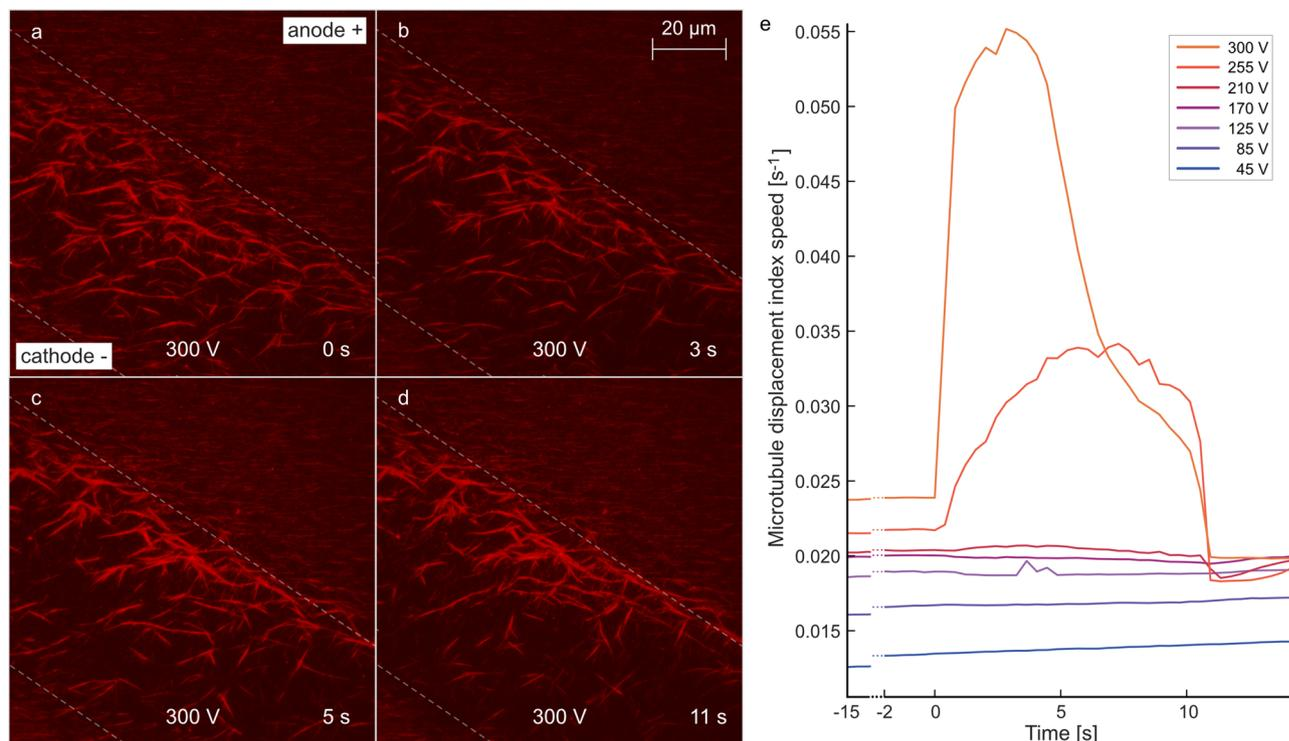 a
anode +
b
20 µm
cathode -
300 V
0 s
300 V
3 s
c
d
300 V
5 s
300 V
11 s
e
Microtubule displacement index speed [s-1]
0.055
0.050
0.045
0.040
0.035
0.030
0.025
0.020
0.015
300 V
255 V
210 V
170 V
125 V
85 V
45 V
-15
-2
0
5
10
Time [s]